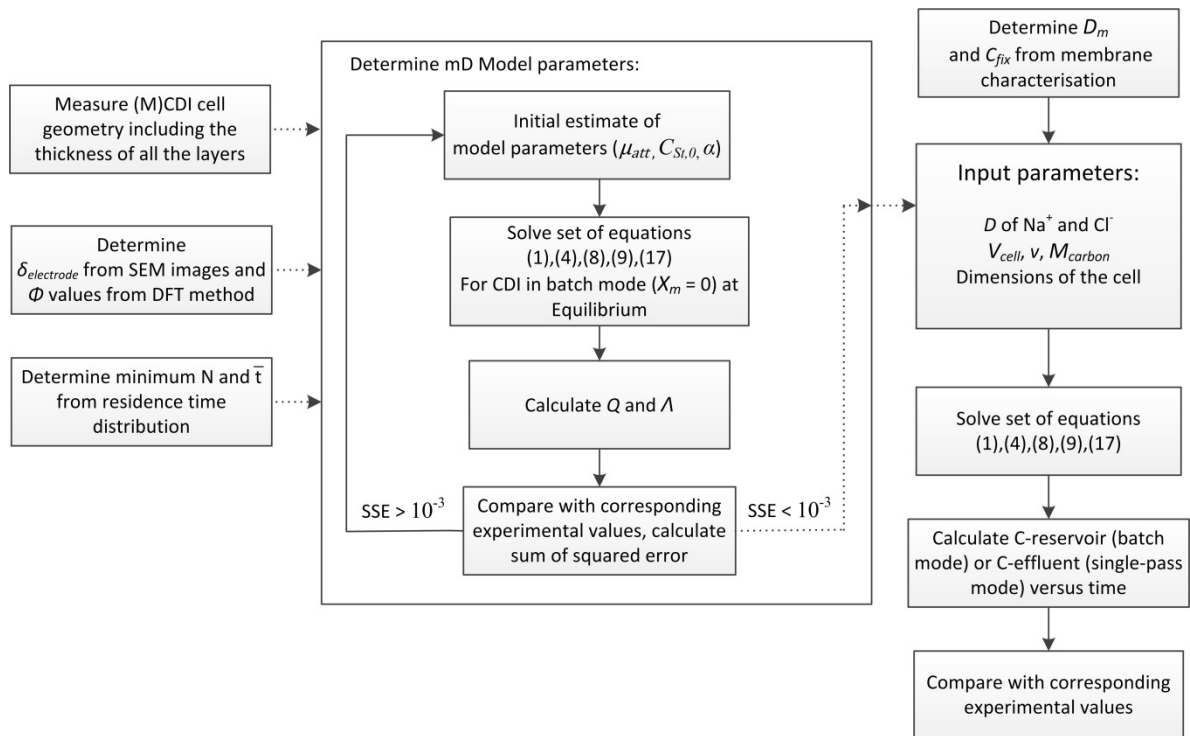 Measure (M)CDI cell
geometry including the
thickness of all the layers
Determine
δelectrode from SEM images and
Φ values from DFT method
Determine minimum N and t̅
from residence time
distribution
Determine mD Model parameters:
Initial estimate of
model parameters (μatt, CSt,0, α)
Solve set of equations
(1),(4),(8),(9),(17)
For CDI in batch mode (Xm = 0) at
Equilibrium
Calculate Q and Λ
SSE > 10⁻³
Compare with corresponding
experimental values, calculate
sum of squared error
SSE < 10⁻³
Determine Dm
and Cfix from membrane
characterisation
Input parameters:
D of Na⁺ and Cl⁻
Vcell, v, Mcarbon
Dimensions of the cell
Solve set of equations
(1),(4),(8),(9),(17)
Calculate C-reservoir (batch
mode) or C-effluent (single-pass
mode) versus time
Compare with corresponding
experimental values